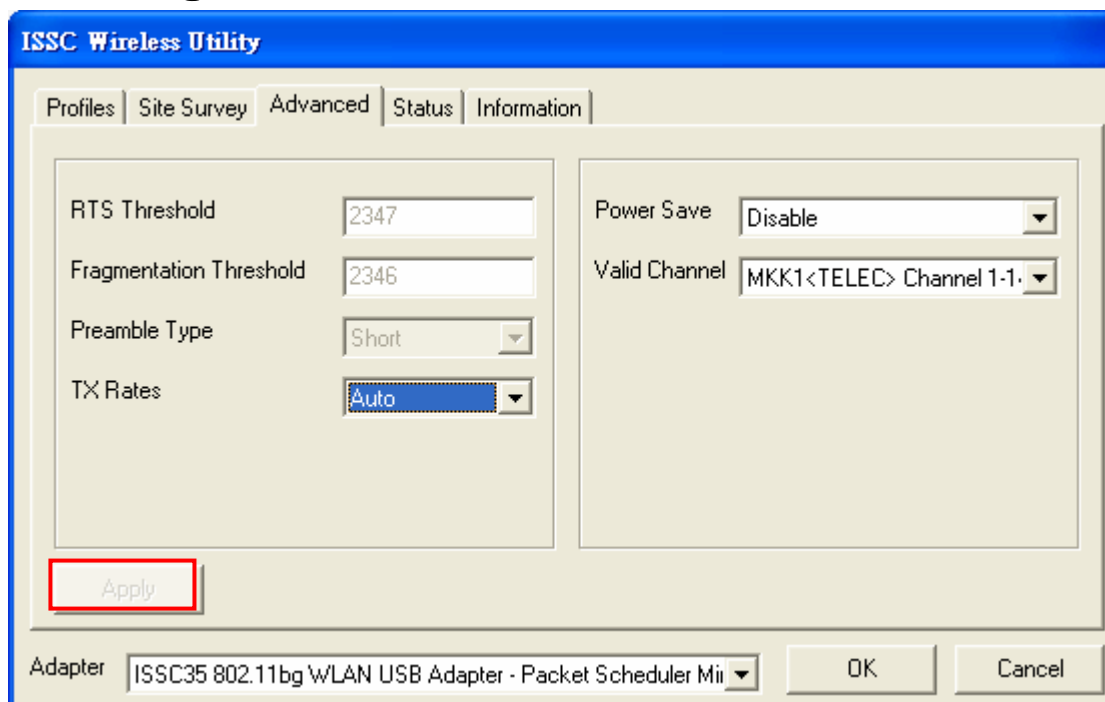 ISSC Wireless Utility
Profiles Site Survey Advanced Status Information
RTS Threshold 2347
Fragmentation Threshold 2346
Preamble Type Short
TX Rates Auto
Power Save Disable
Valid Channel MKK1<TELEC> Channel 1-1
Apply
Adapter ISSC35 802.11bg WLAN USB Adapter - Packet Scheduler Mi
OK Cancel